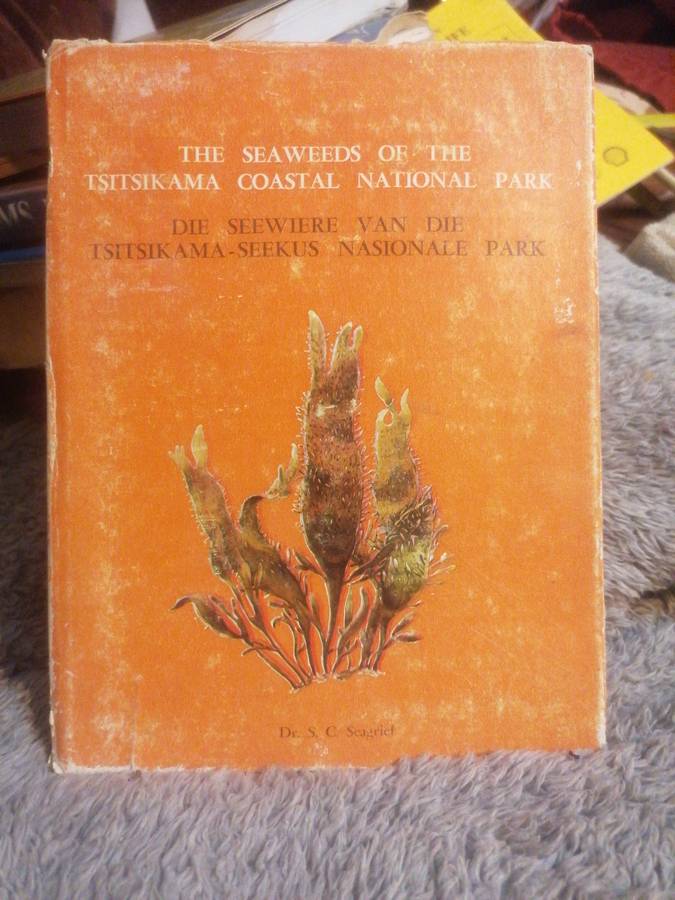 THE SEAWEEDS OF THE
TSITSIKAMA COASTAL NATIONAL PARK
DIE SEEWIERE VAN DIE
TSITSIKAMA-SEEKUS NASIONALE PARK
Dr. S. C. Seagrief